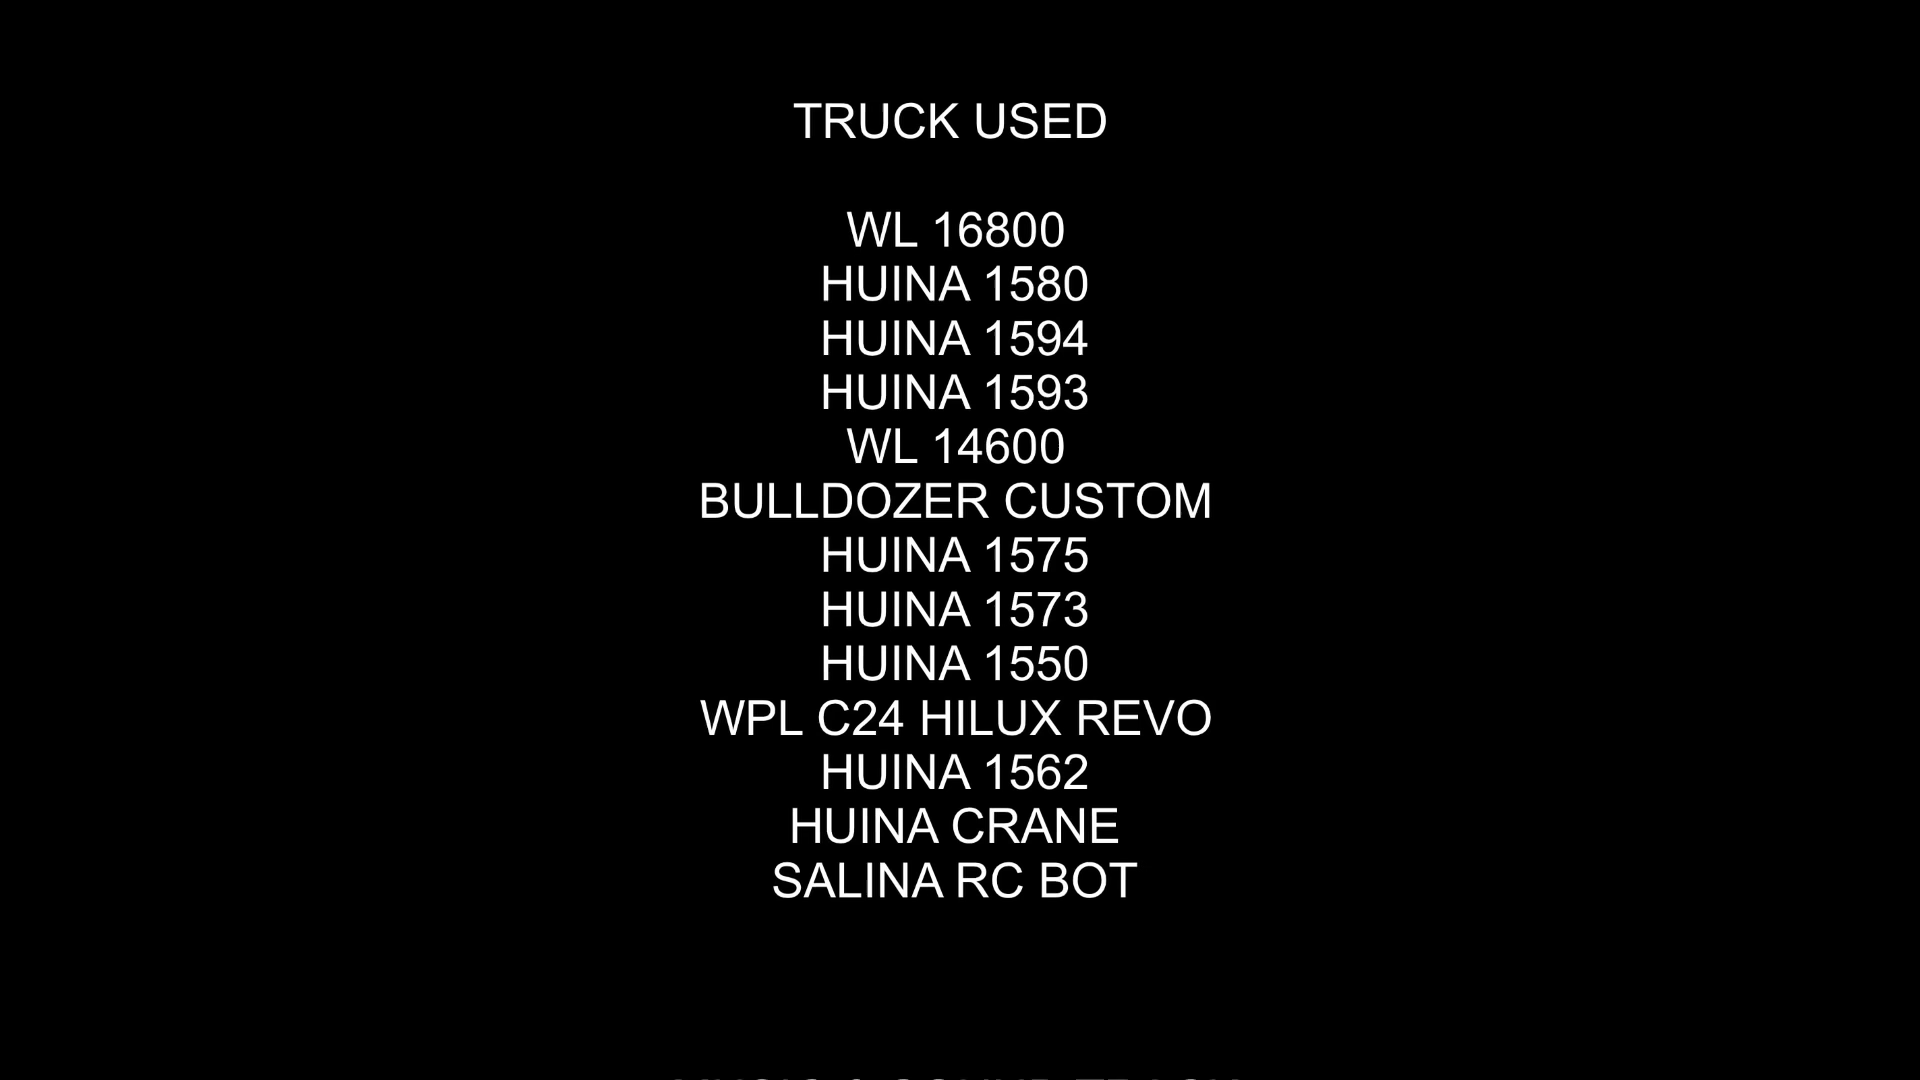 TRUCK USED
WL 16800
HUINA 1580
HUINA 1594
HUINA 1593
WL 14600
BULLDOZER CUSTOM
HUINA 1575
HUINA 1573
HUINA 1550
WPL C24 HILUX REVO
HUINA 1562
HUINA CRANE
SALINA RC BOT